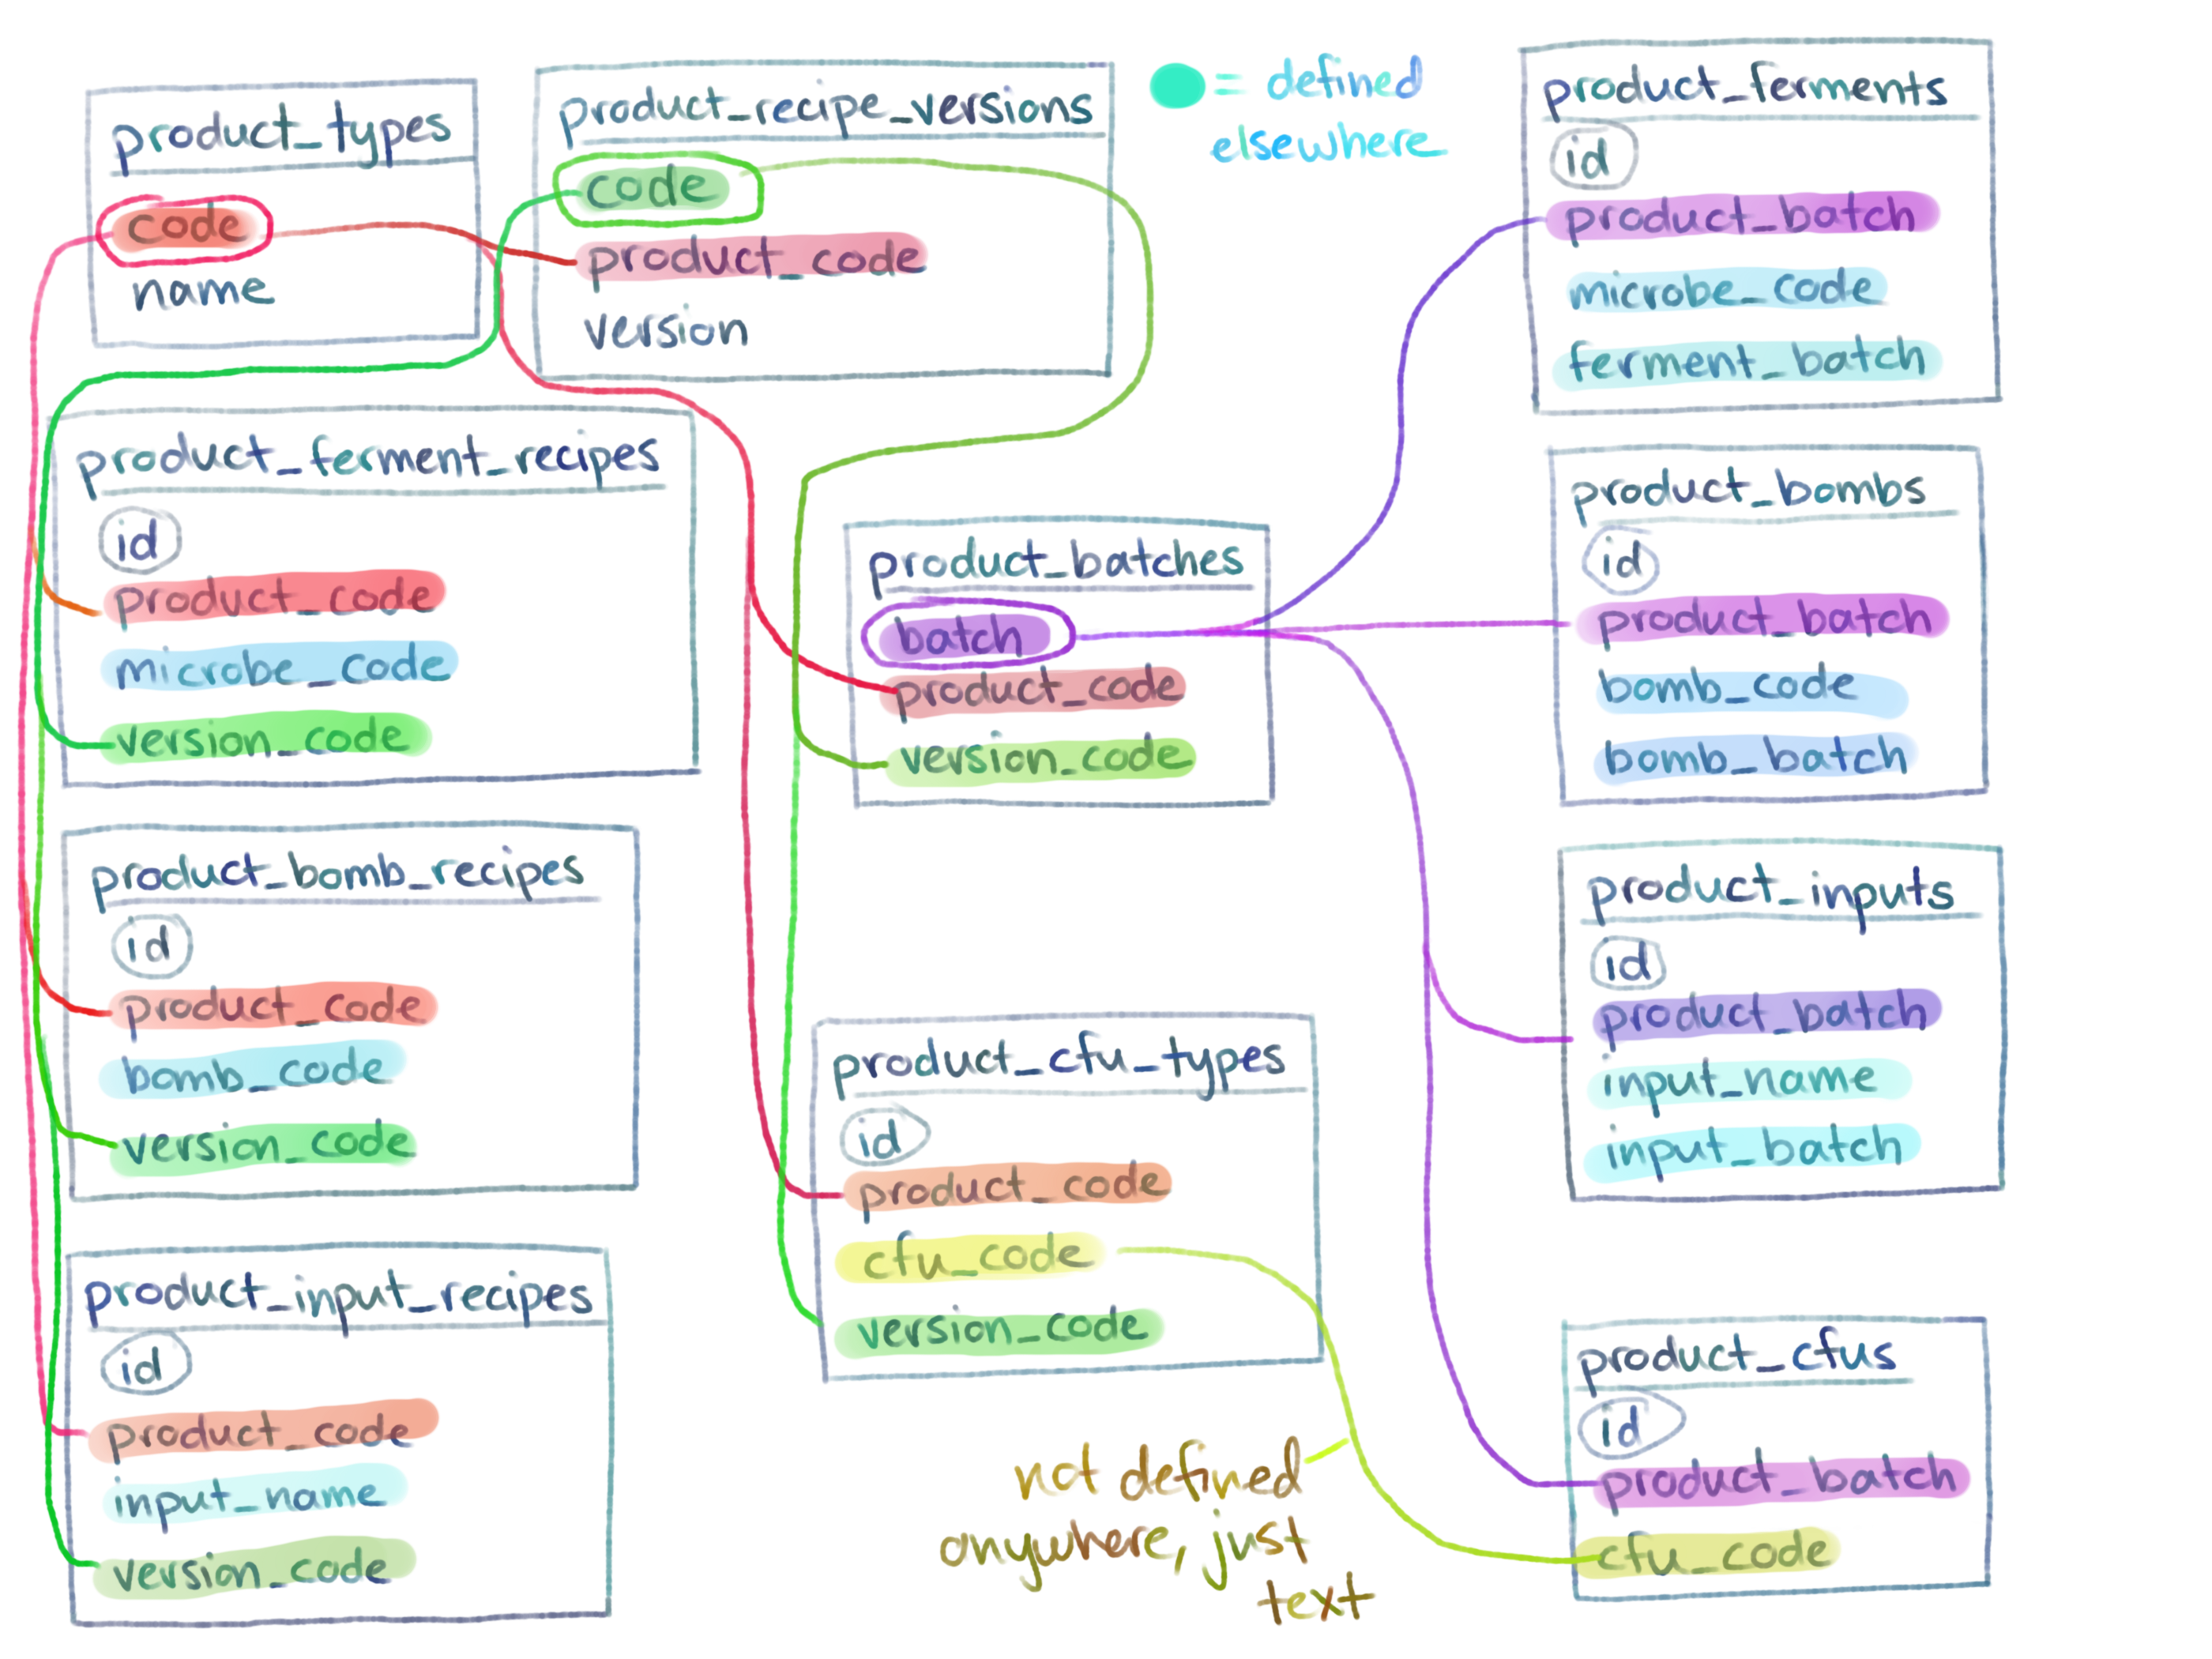 product_types
code
name
product_recipe_versions
code
product_code
version
= defined
elsewhere
product_ferments
id
product_batch
microbe_code
ferment_batch
product_ferment_recipes
id
product_code
microbe_code
version_code
product_batches
batch
product_code
version_code
product_bombs
id
product_batch
bomb_code
bomb_batch
product_bomb_recipes
id
product_code
bomb_code
version_code
product_cfu_types
id
product_code
cfu_code
version_code
product_inputs
id
product_batch
input_name
input_batch
product_input_recipes
id
product_code
input_name
version_code
not defined
anywhere, just
text
product_cfus
id
product_batch
cfu_code